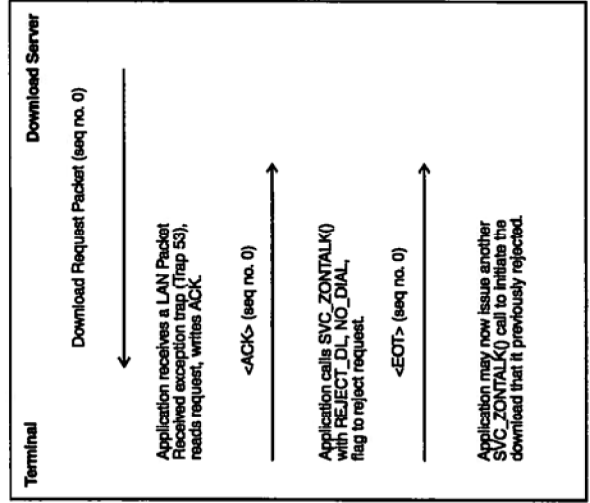 Terminal
Download Server
Download Request Packet (seq no. 0)
Application receives a LAN Packet
Received exception trap (Trap 53),
reads request, writes ACK.
<ACK> (seq no. 0)
Application calls SVC_ZONTALK()
with REJECT_DL, NO_DIAL,
flag to reject request.
<EOT> (seq no. 0)
Application may now issue another
SVC_ZONTALK() call to initiate the
download that it previously rejected.